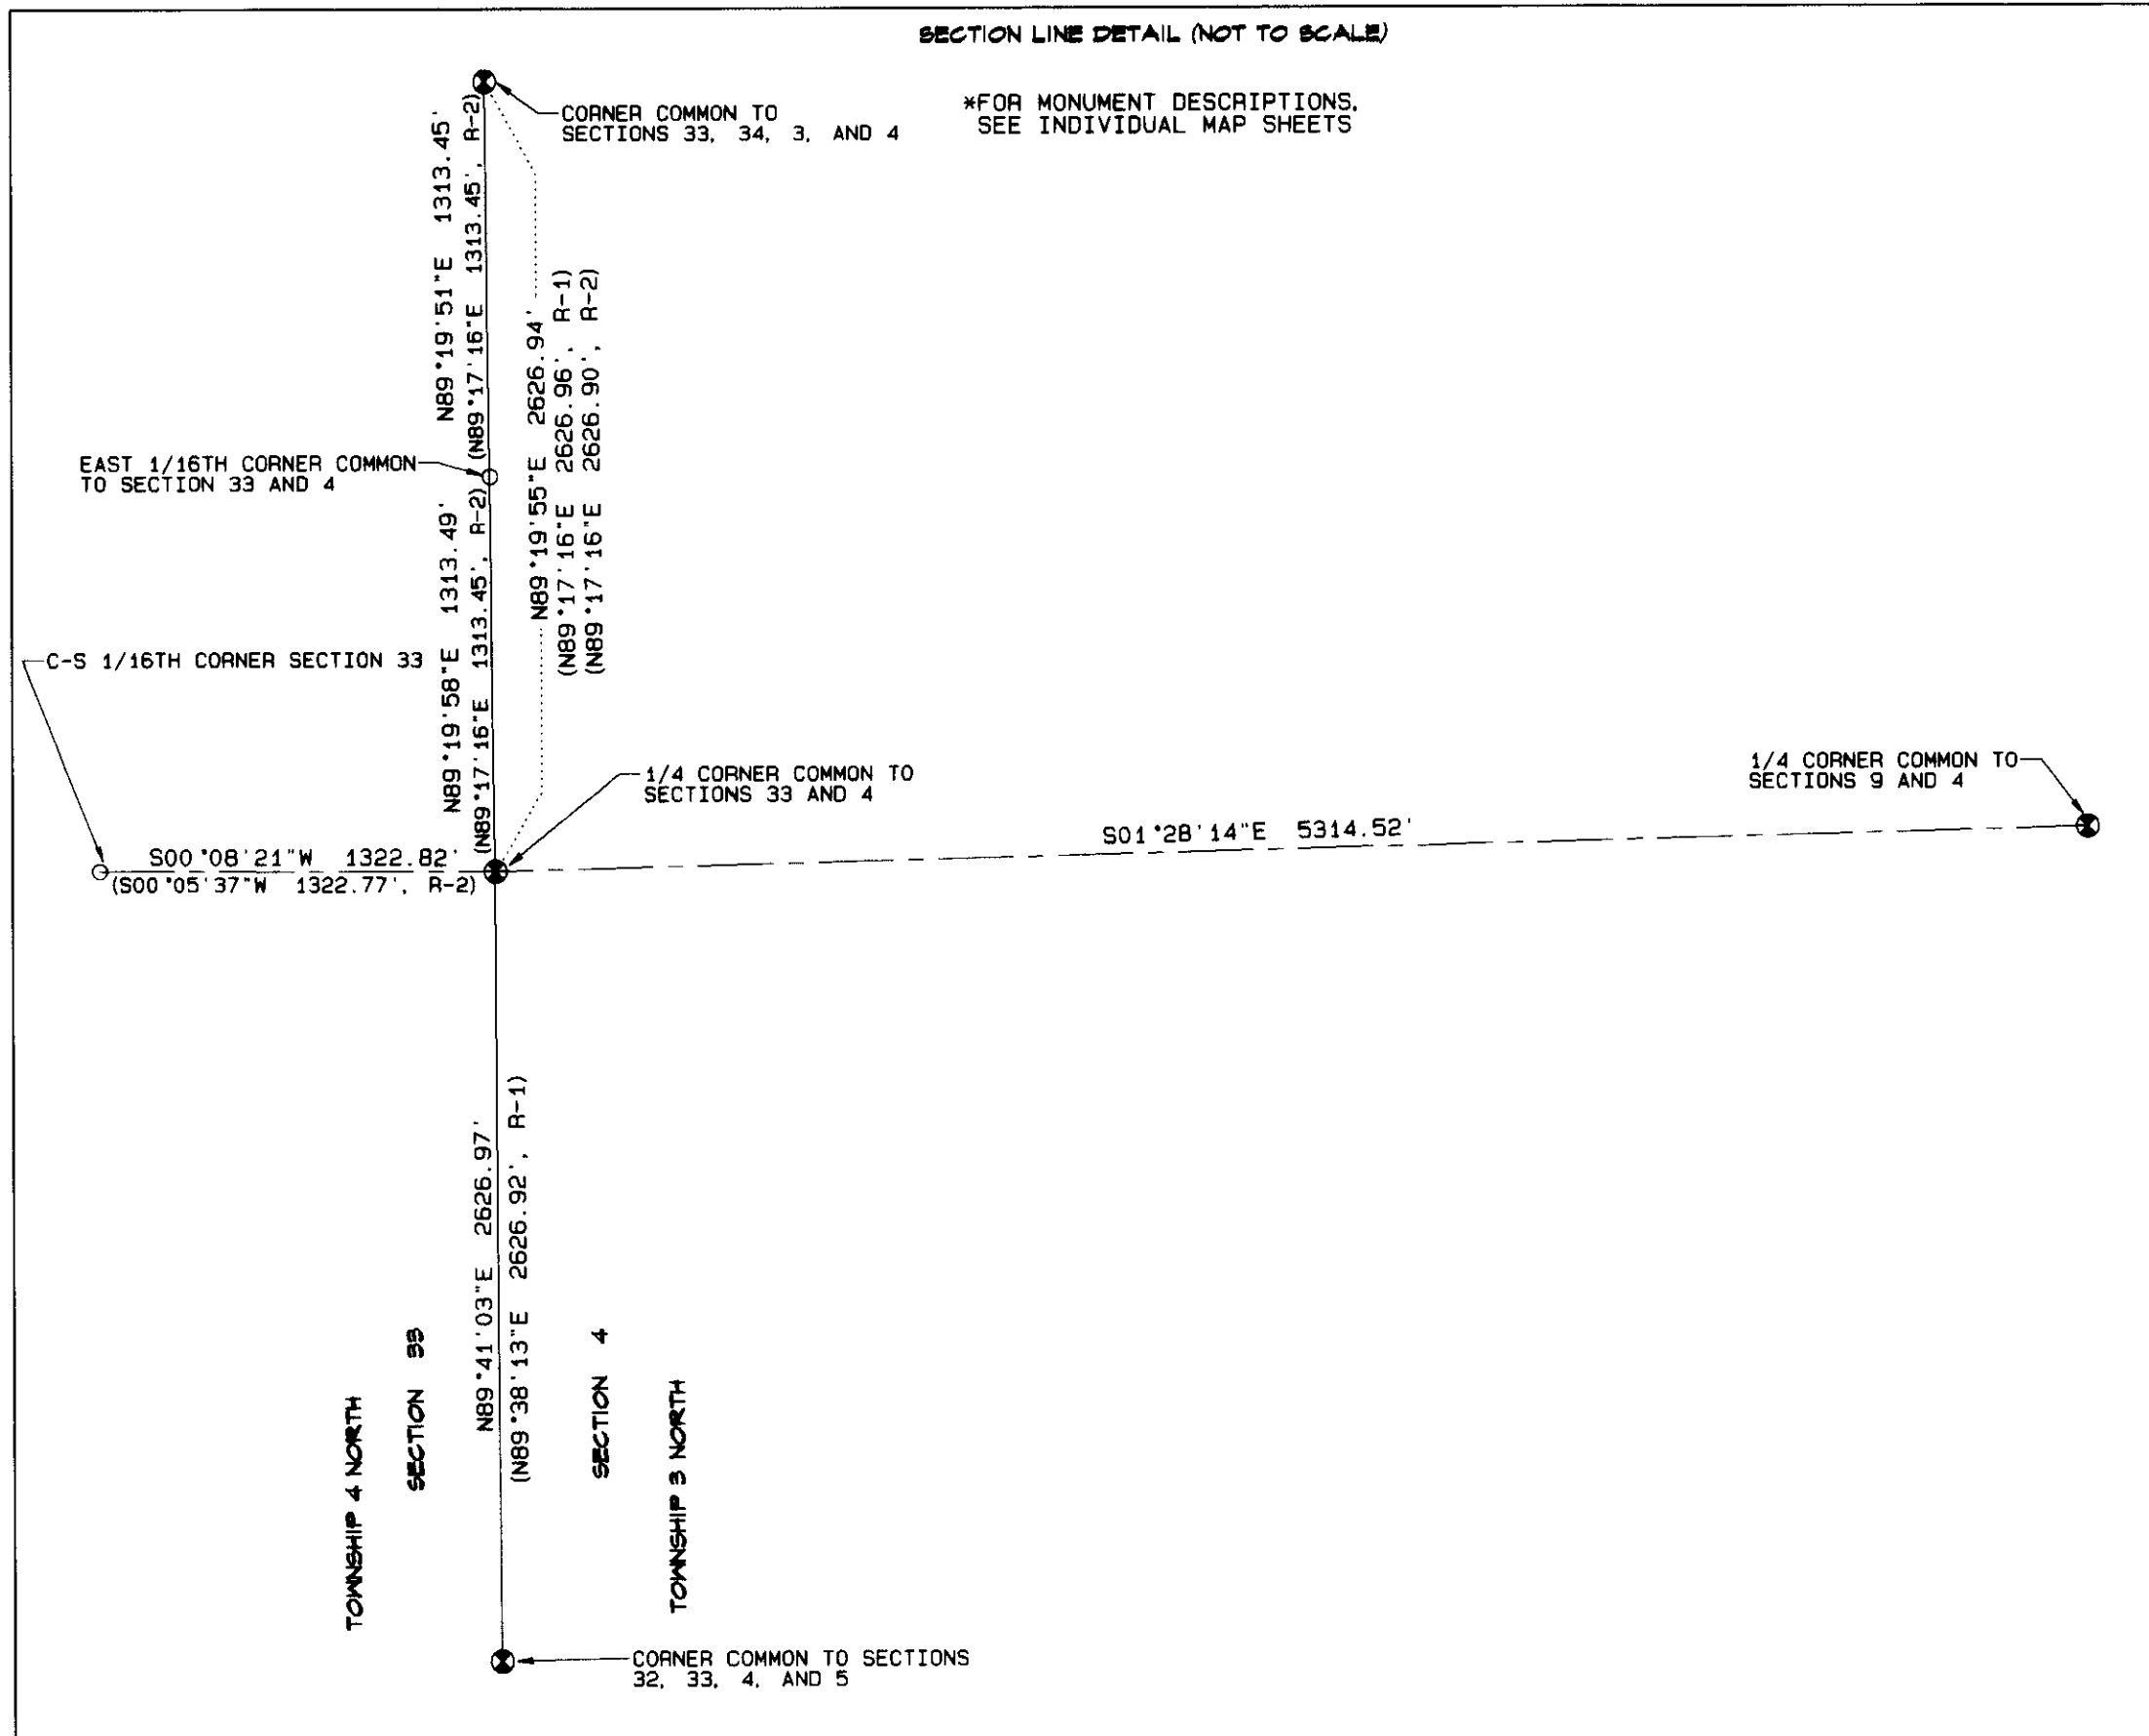 SECTION LINE DETAIL (NOT TO SCALE)
*FOR MONUMENT DESCRIPTIONS,
SEE INDIVIDUAL MAP SHEETS
CORNER COMMON TO
SECTIONS 33, 34, 3, AND 4
N89°19'51"E 1313.45'
(N89°17'16"E 1313.45', R-2)
N89°19'55"E 2626.94'
(N89°17'16"E 2626.96', R-1)
(N89°17'16"E 2626.90', R-2)
EAST 1/16TH CORNER COMMON
TO SECTION 33 AND 4
N89°19'58"E 1313.49'
(N89°17'16"E 1313.45', R-2)
C-S 1/16TH CORNER SECTION 33
1/4 CORNER COMMON TO
SECTIONS 33 AND 4
1/4 CORNER COMMON TO
SECTIONS 9 AND 4
S01°28'14"E 5314.52'
S00°08'21"W 1322.82'
(S00°05'37"W 1322.77', R-2)
N89°41'03"E 2626.97'
(N89°38'13"E 2626.92', R-1)
TOWNSHIP 4 NORTH
SECTION 33
SECTION 4
TOWNSHIP 3 NORTH
CORNER COMMON TO SECTIONS
32, 33, 4, AND 5